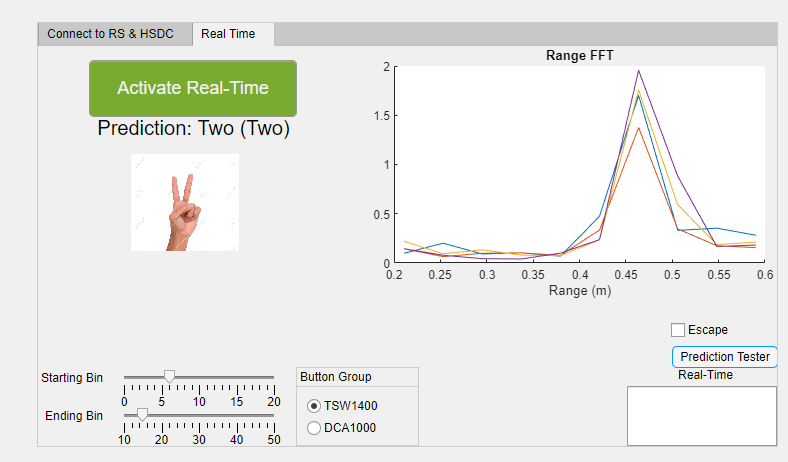 Connect to RS & HSDC
Real Time
Activate Real-Time
Prediction: Two (Two)
Range FFT
2
1.5
1
0.5
0
0.2 0.25 0.3 0.35 0.4 0.45 0.5 0.55 0.6
Range (m)
Escape
Prediction Tester
Real-Time
Starting Bin
0 5 10 15 20
Ending Bin
10 20 30 40 50
Button Group
TSW1400
DCA1000